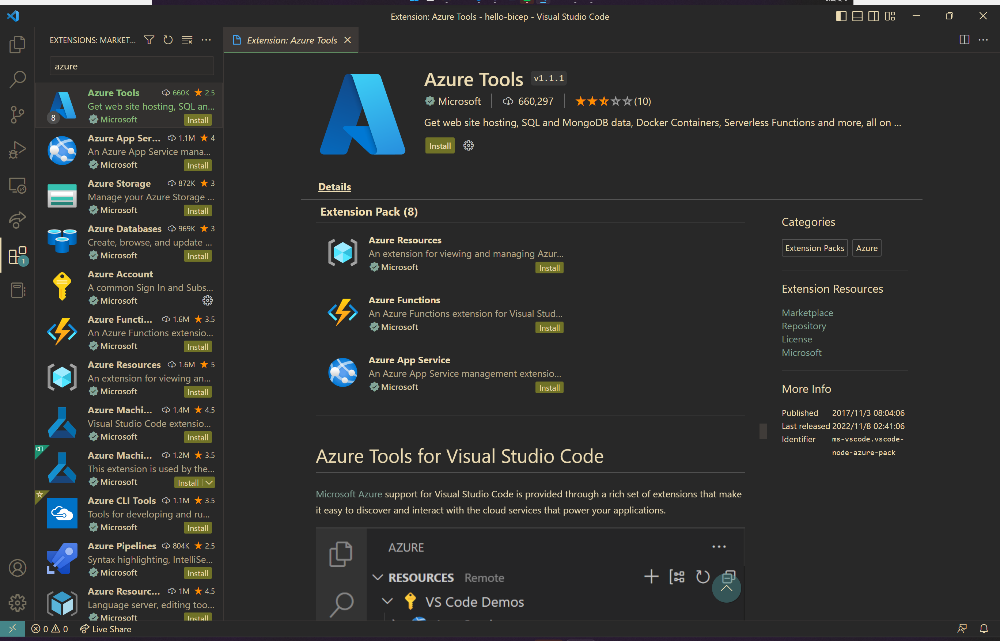 Extension: Azure Tools - hello-bicep - Visual Studio Code
EXTENSIONS: MARKET...
Extension: Azure Tools
azure
Azure Tools 660K 2.5
Get web site hosting, SQL an...
8
Microsoft Install
Azure App Ser... 1.1M 4
An Azure App Service mana...
Microsoft Install
Azure Storage 872K 3
Manage your Azure Storage ...
Microsoft Install
Azure Databases 969K 3
Create, browse, and update ...
Microsoft Install
Azure Account
A common Sign In and Subs...
Microsoft
1
Azure Functi... 1.6M 3.5
An Azure Functions extensio...
Microsoft Install
Azure Resources 1.6M 5
An extension for viewing an...
Microsoft Install
Azure Machi... 1.4M 4.5
Visual Studio Code extensio...
Microsoft Install
Azure Machi... 1.2M 3.5
This extension is used by the...
Microsoft Install
Azure CLI Tools 1.1M 3.5
Tools for developing and ru...
Microsoft Install
Azure Pipelines 804K 2.5
Syntax highlighting, IntelliSe...
Microsoft Install
Azure Resourc... 1M 4.5
Language server, editing too...
Microsoft Install
Azure Tools v1.1.1
Microsoft 660,297 (10)
Get web site hosting, SQL and MongoDB data, Docker Containers, Serverless Functions and more, all on ...
Install
Details
Extension Pack (8)
Azure Resources
An extension for viewing and managing Azur...
Microsoft Install
Azure Functions
An Azure Functions extension for Visual Stud...
Microsoft Install
Azure App Service
An Azure App Service management extensio...
Microsoft Install
Azure Tools for Visual Studio Code
Microsoft Azure support for Visual Studio Code is provided through a rich set of extensions that make
it easy to discover and interact with the cloud services that power your applications.
AZURE
RESOURCES Remote
VS Code Demos
Categories
Extension Packs Azure
Extension Resources
Marketplace
Repository
License
Microsoft
More Info
Published 2017/11/3 08:04:06
Last released 2022/11/8 02:41:06
Identifier ms-vscode.vscode-
node-azure-pack
0 0 Live Share